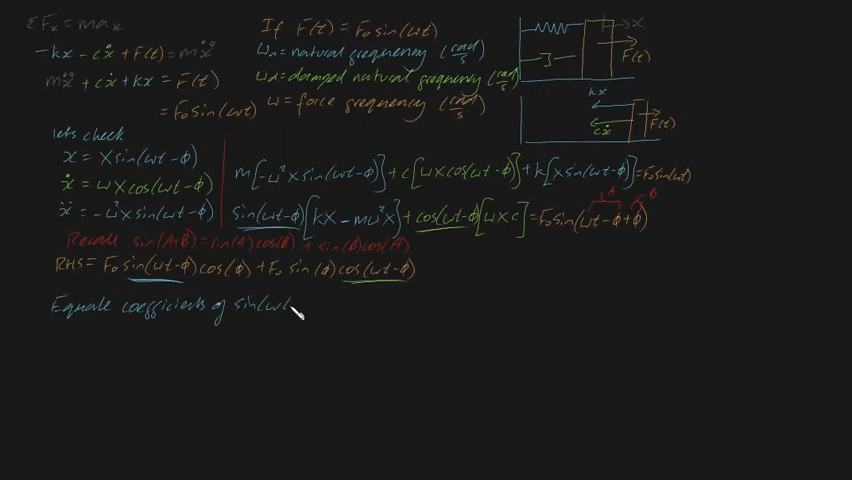 ΣFx = max
-kx - cẋ + F(t) = mẍ
mẍ + cẋ + kx = F(t)
= F₀sin(ωt)
If F(t) = F₀sin(ωt)
ωn = natural frequency (rad/s)
ωd = damped natural frequency (rad/s)
ω = force frequency (rad/s)
x
F(t)
kx
cẋ
F(t)
lets check
x = Xsin(ωt-ϕ)
ẋ = ωXcos(ωt-ϕ)
ẍ = -ω²Xsin(ωt-ϕ)
m[-ω²Xsin(ωt-ϕ)] + c[ωXcos(ωt-ϕ)] + k[Xsin(ωt-ϕ)] = F₀sin(ωt)
A B
sin(ωt-ϕ)[kX - mω²X] + cos(ωt-ϕ)[ωXc] = F₀sin(ωt-ϕ+ϕ)
Recall sin(A+B) = sin(A)cos(B) + sin(B)cos(A)
RHS = F₀sin(ωt-ϕ)cos(ϕ) + F₀sin(ϕ)cos(ωt-ϕ)
Equate coefficients of sin(ωt